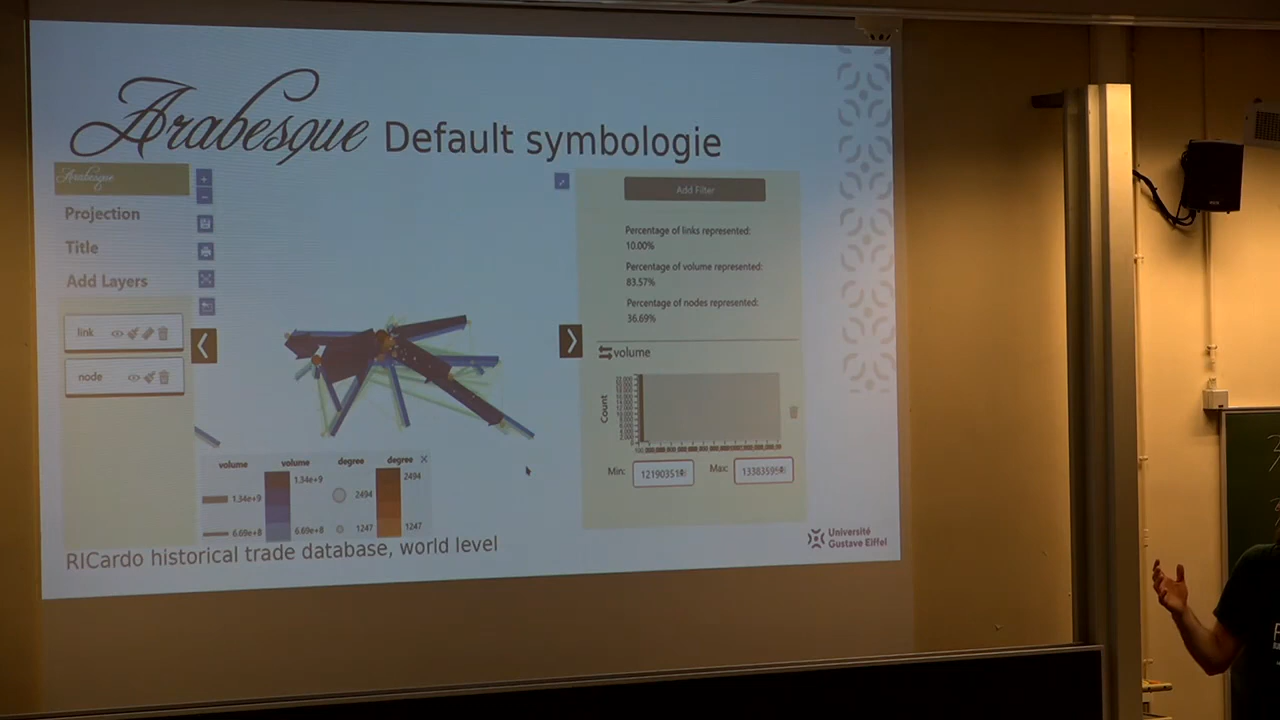 Arabesque Default symbologie
Arabesque
Projection
Title
Add Layers
link
node
volume
volume
degree
degree
1.34e+9
6.69e+8
1.34e+9
6.69e+8
2494
1247
2494
1247
Add Filter
Percentage of links represented:
10.00%
Percentage of volume represented:
83.57%
Percentage of nodes represented:
36.69%
volume
Count
Min:
Max:
RICardo historical trade database, world level
Université
Gustave Eiffel